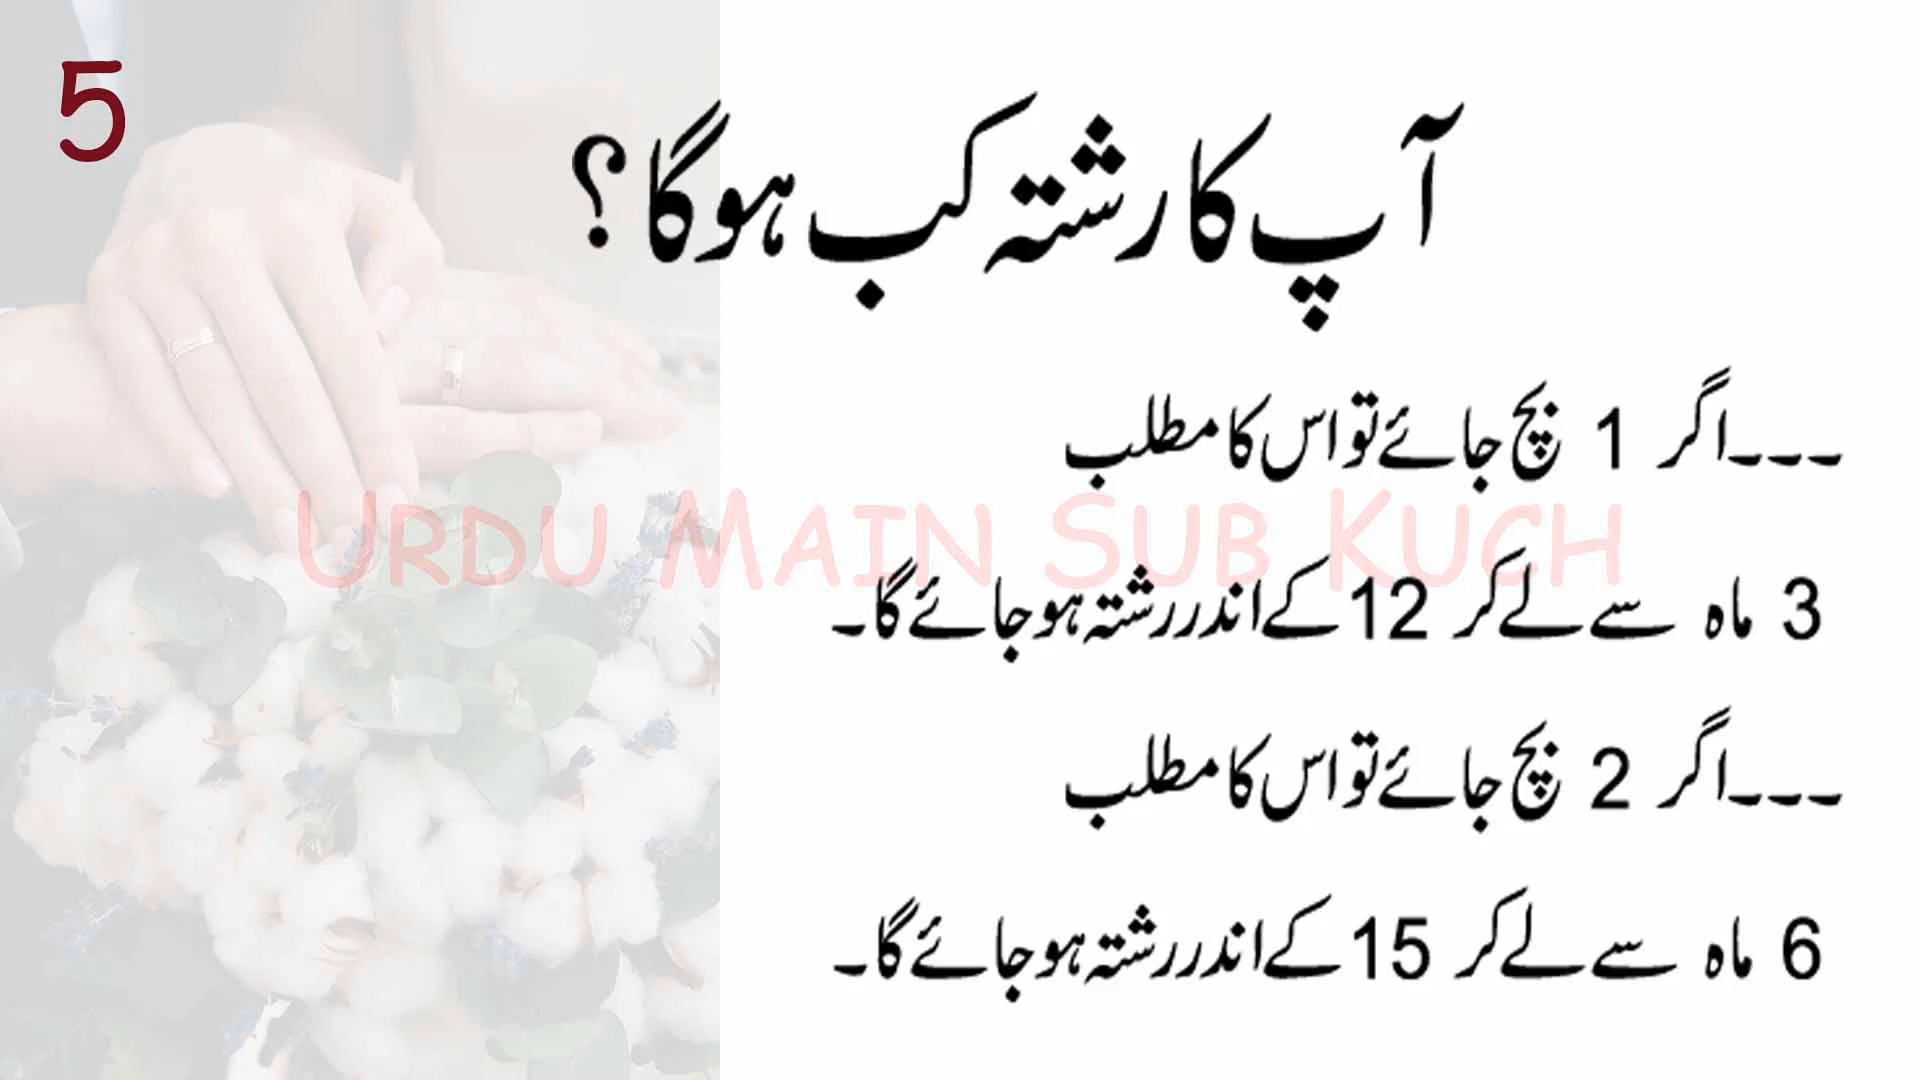 5
آپ کا رشتہ کب ہوگا؟
۔۔۔اگر 1 بچ جائے تو اس کا مطلب
URDU MAIN SUB KUCH
3 ماہ سے لے کر 12 کے اندر رشتہ ہو جائے گا۔
۔۔۔اگر 2 بچ جائے تو اس کا مطلب
6 ماہ سے لے کر 15 کے اندر رشتہ ہو جائے گا۔